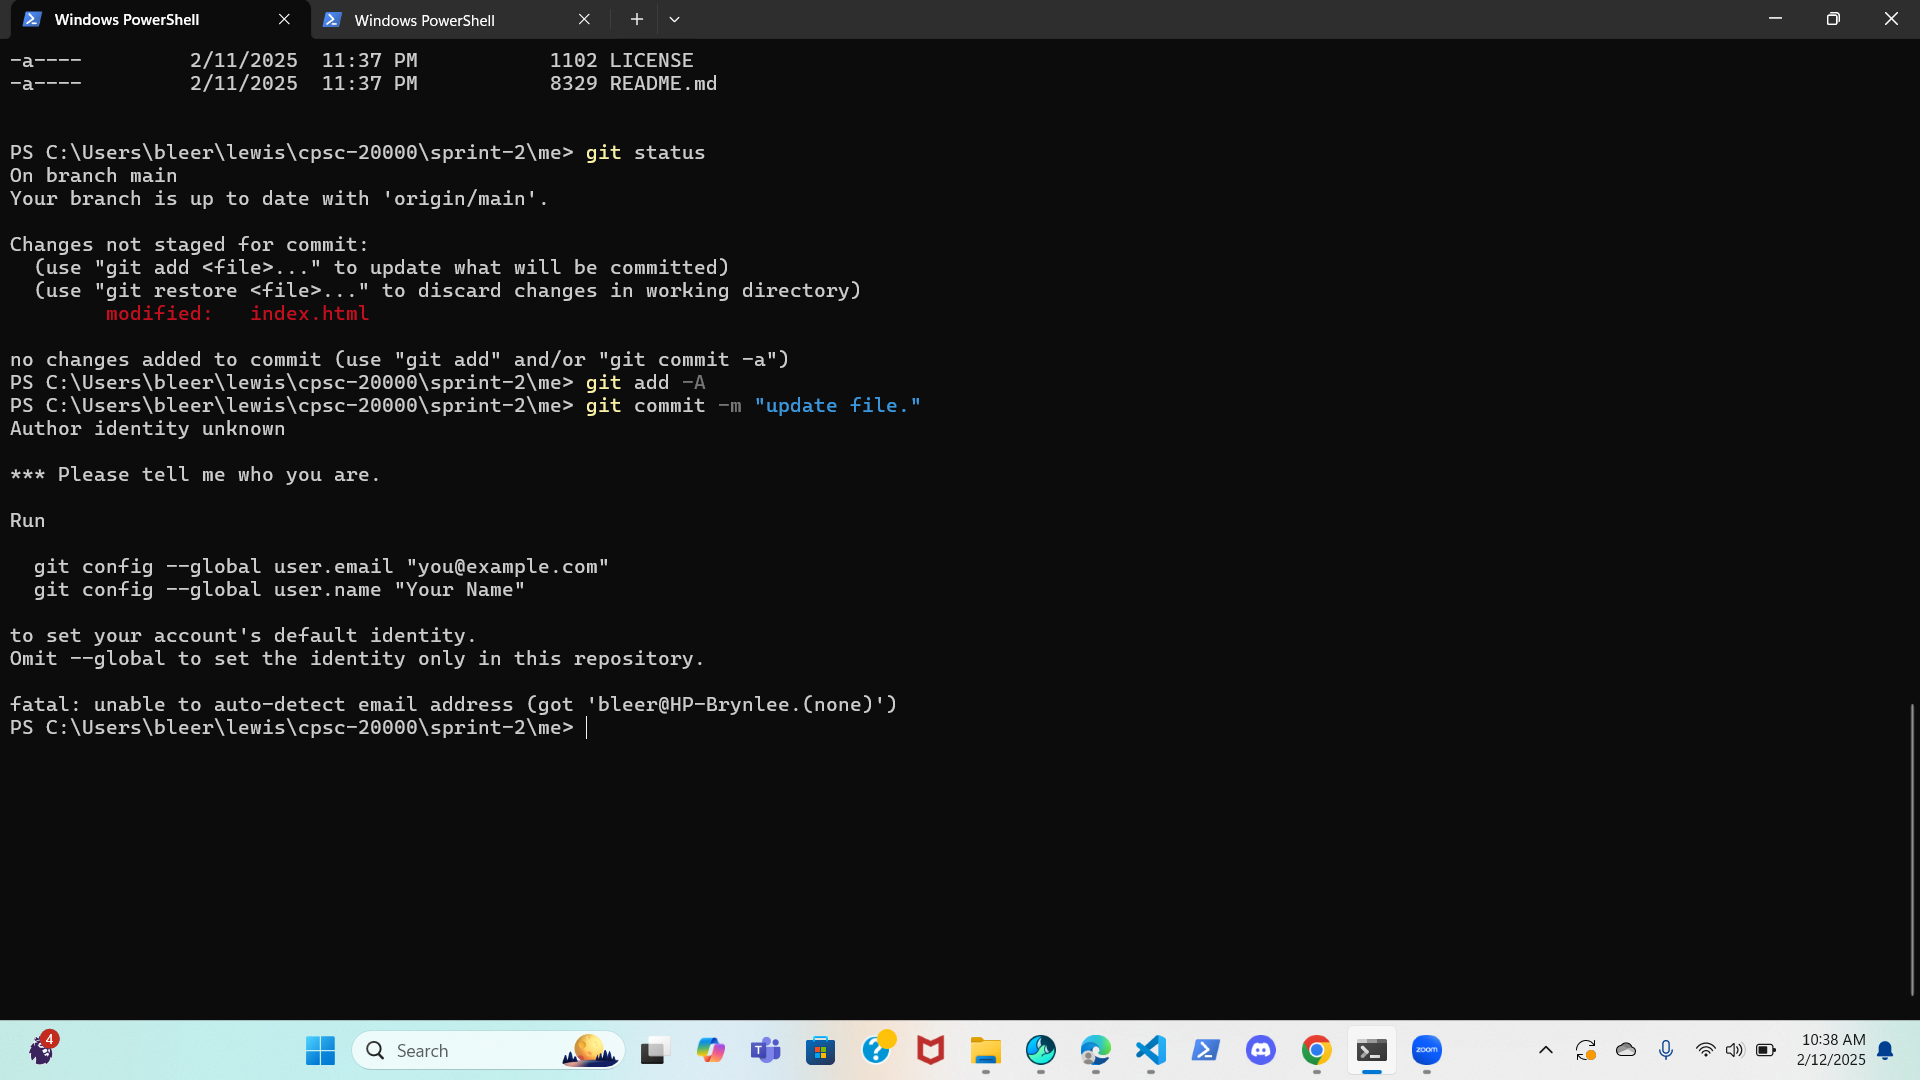 Windows PowerShell
Windows PowerShell
-a----         2/11/2025  11:37 PM           1102 LICENSE
-a----         2/11/2025  11:37 PM           8329 README.md
PS C:\Users\bleer\lewis\cpsc-20000\sprint-2\me> git status
On branch main
Your branch is up to date with 'origin/main'.
Changes not staged for commit:
  (use "git add <file>..." to update what will be committed)
  (use "git restore <file>..." to discard changes in working directory)
        modified:   index.html
no changes added to commit (use "git add" and/or "git commit -a")
PS C:\Users\bleer\lewis\cpsc-20000\sprint-2\me> git add -A
PS C:\Users\bleer\lewis\cpsc-20000\sprint-2\me> git commit -m "update file."
Author identity unknown
*** Please tell me who you are.
Run
  git config --global user.email "you@example.com"
  git config --global user.name "Your Name"
to set your account's default identity.
Omit --global to set the identity only in this repository.
fatal: unable to auto-detect email address (got 'bleer@HP-Brynlee.(none)')
PS C:\Users\bleer\lewis\cpsc-20000\sprint-2\me>
4
Search
zoom
10:38 AM
2/12/2025